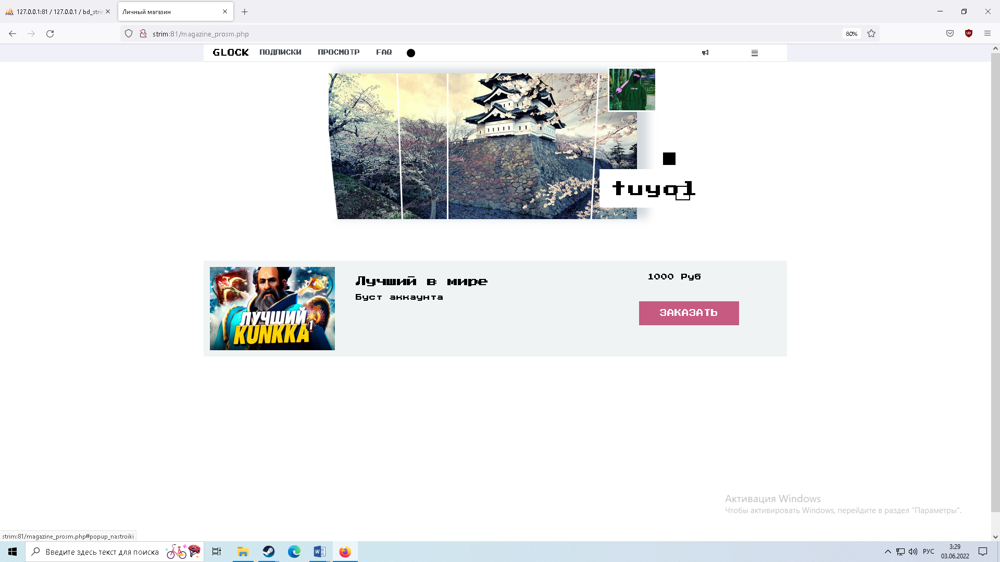 127.0.0.1:81 / 127.0.0.1 / bd_strim
Личный магазин
strim:81/magazine_prosm.php
80%
GLOCK ПОДПИСКИ ПРОСМОТР FAQ
tuyol
ЛУЧШИЙ
KUNKKA
1
Лучший в мире
Буст аккаунта
1000 Руб
ЗАКАЗАТЬ
Активация Windows
Чтобы активировать Windows, перейдите в раздел "Параметры".
strim:81/magazine_prosm.php#popup_nastroiki
Введите здесь текст для поиска
РУС
3:29
03.06.2022